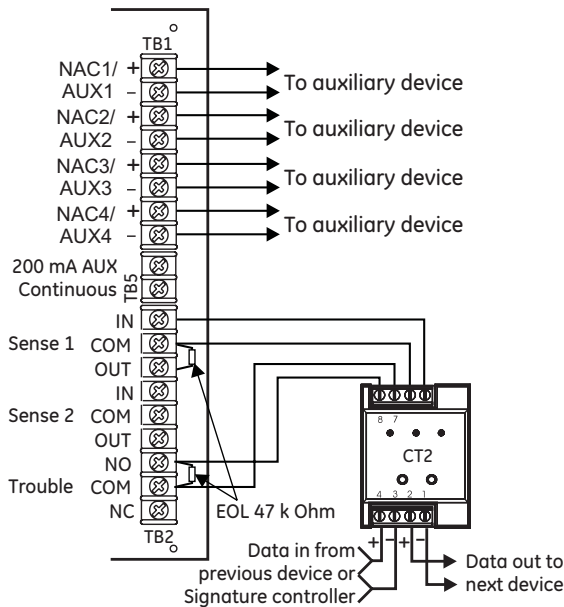 TB1
NAC1/ +
AUX1 −
To auxiliary device
NAC2/ +
AUX2 −
To auxiliary device
NAC3/ +
AUX3 −
To auxiliary device
NAC4/ +
AUX4 −
To auxiliary device
200 mA AUX
Continuous
TB5
IN
Sense 1 COM
OUT
IN
Sense 2 COM
OUT
NO
Trouble COM
NC
TB2
EOL 47 k Ohm
8 7
CT2
4 3 2 1
+ − + −
Data in from
previous device or
Signature controller
Data out to
next device